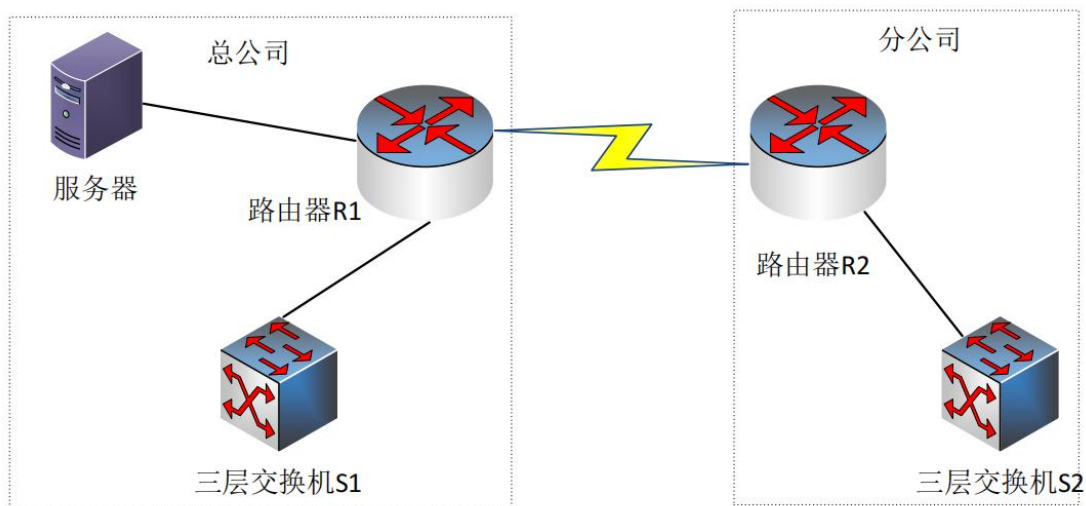 总公司
分公司
服务器
路由器R1
路由器R2
三层交换机S1
三层交换机S2